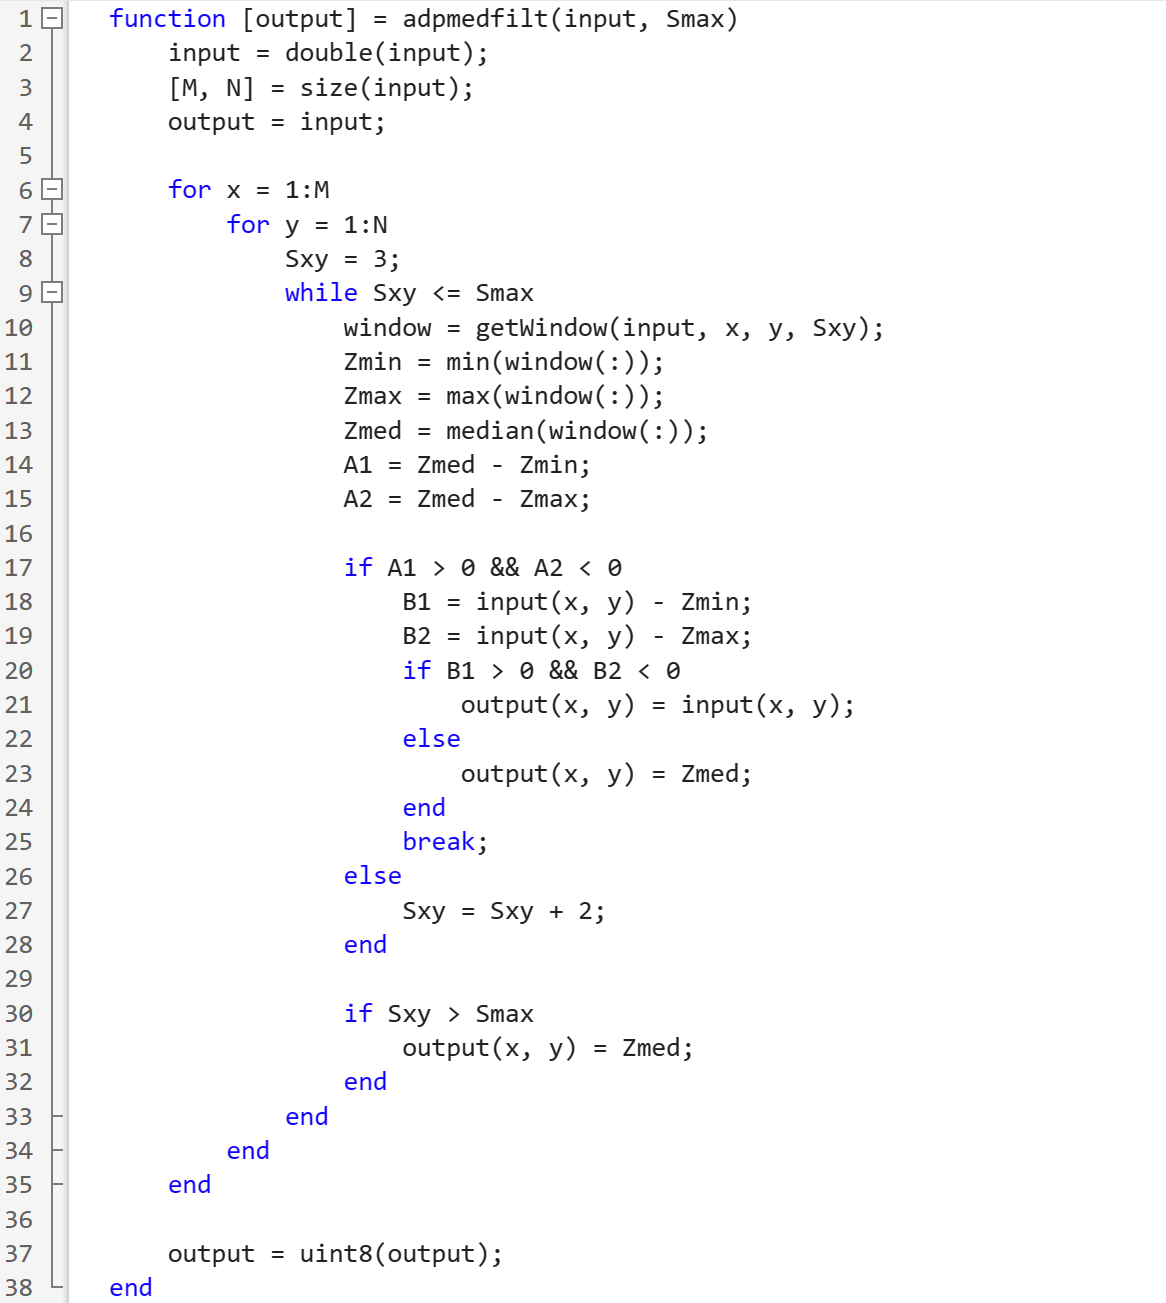 1 function [output] = adpmedfilt(input, Smax)
2     input = double(input);
3     [M, N] = size(input);
4     output = input;
5
6     for x = 1:M
7         for y = 1:N
8             Sxy = 3;
9             while Sxy <= Smax
10                 window = getWindow(input, x, y, Sxy);
11                 Zmin = min(window(:));
12                 Zmax = max(window(:));
13                 Zmed = median(window(:));
14                 A1 = Zmed - Zmin;
15                 A2 = Zmed - Zmax;
16
17                 if A1 > 0 && A2 < 0
18                     B1 = input(x, y) - Zmin;
19                     B2 = input(x, y) - Zmax;
20                     if B1 > 0 && B2 < 0
21                         output(x, y) = input(x, y);
22                     else
23                         output(x, y) = Zmed;
24                     end
25                     break;
26                 else
27                     Sxy = Sxy + 2;
28                 end
29
30                 if Sxy > Smax
31                     output(x, y) = Zmed;
32                 end
33             end
34         end
35     end
36
37     output = uint8(output);
38 end